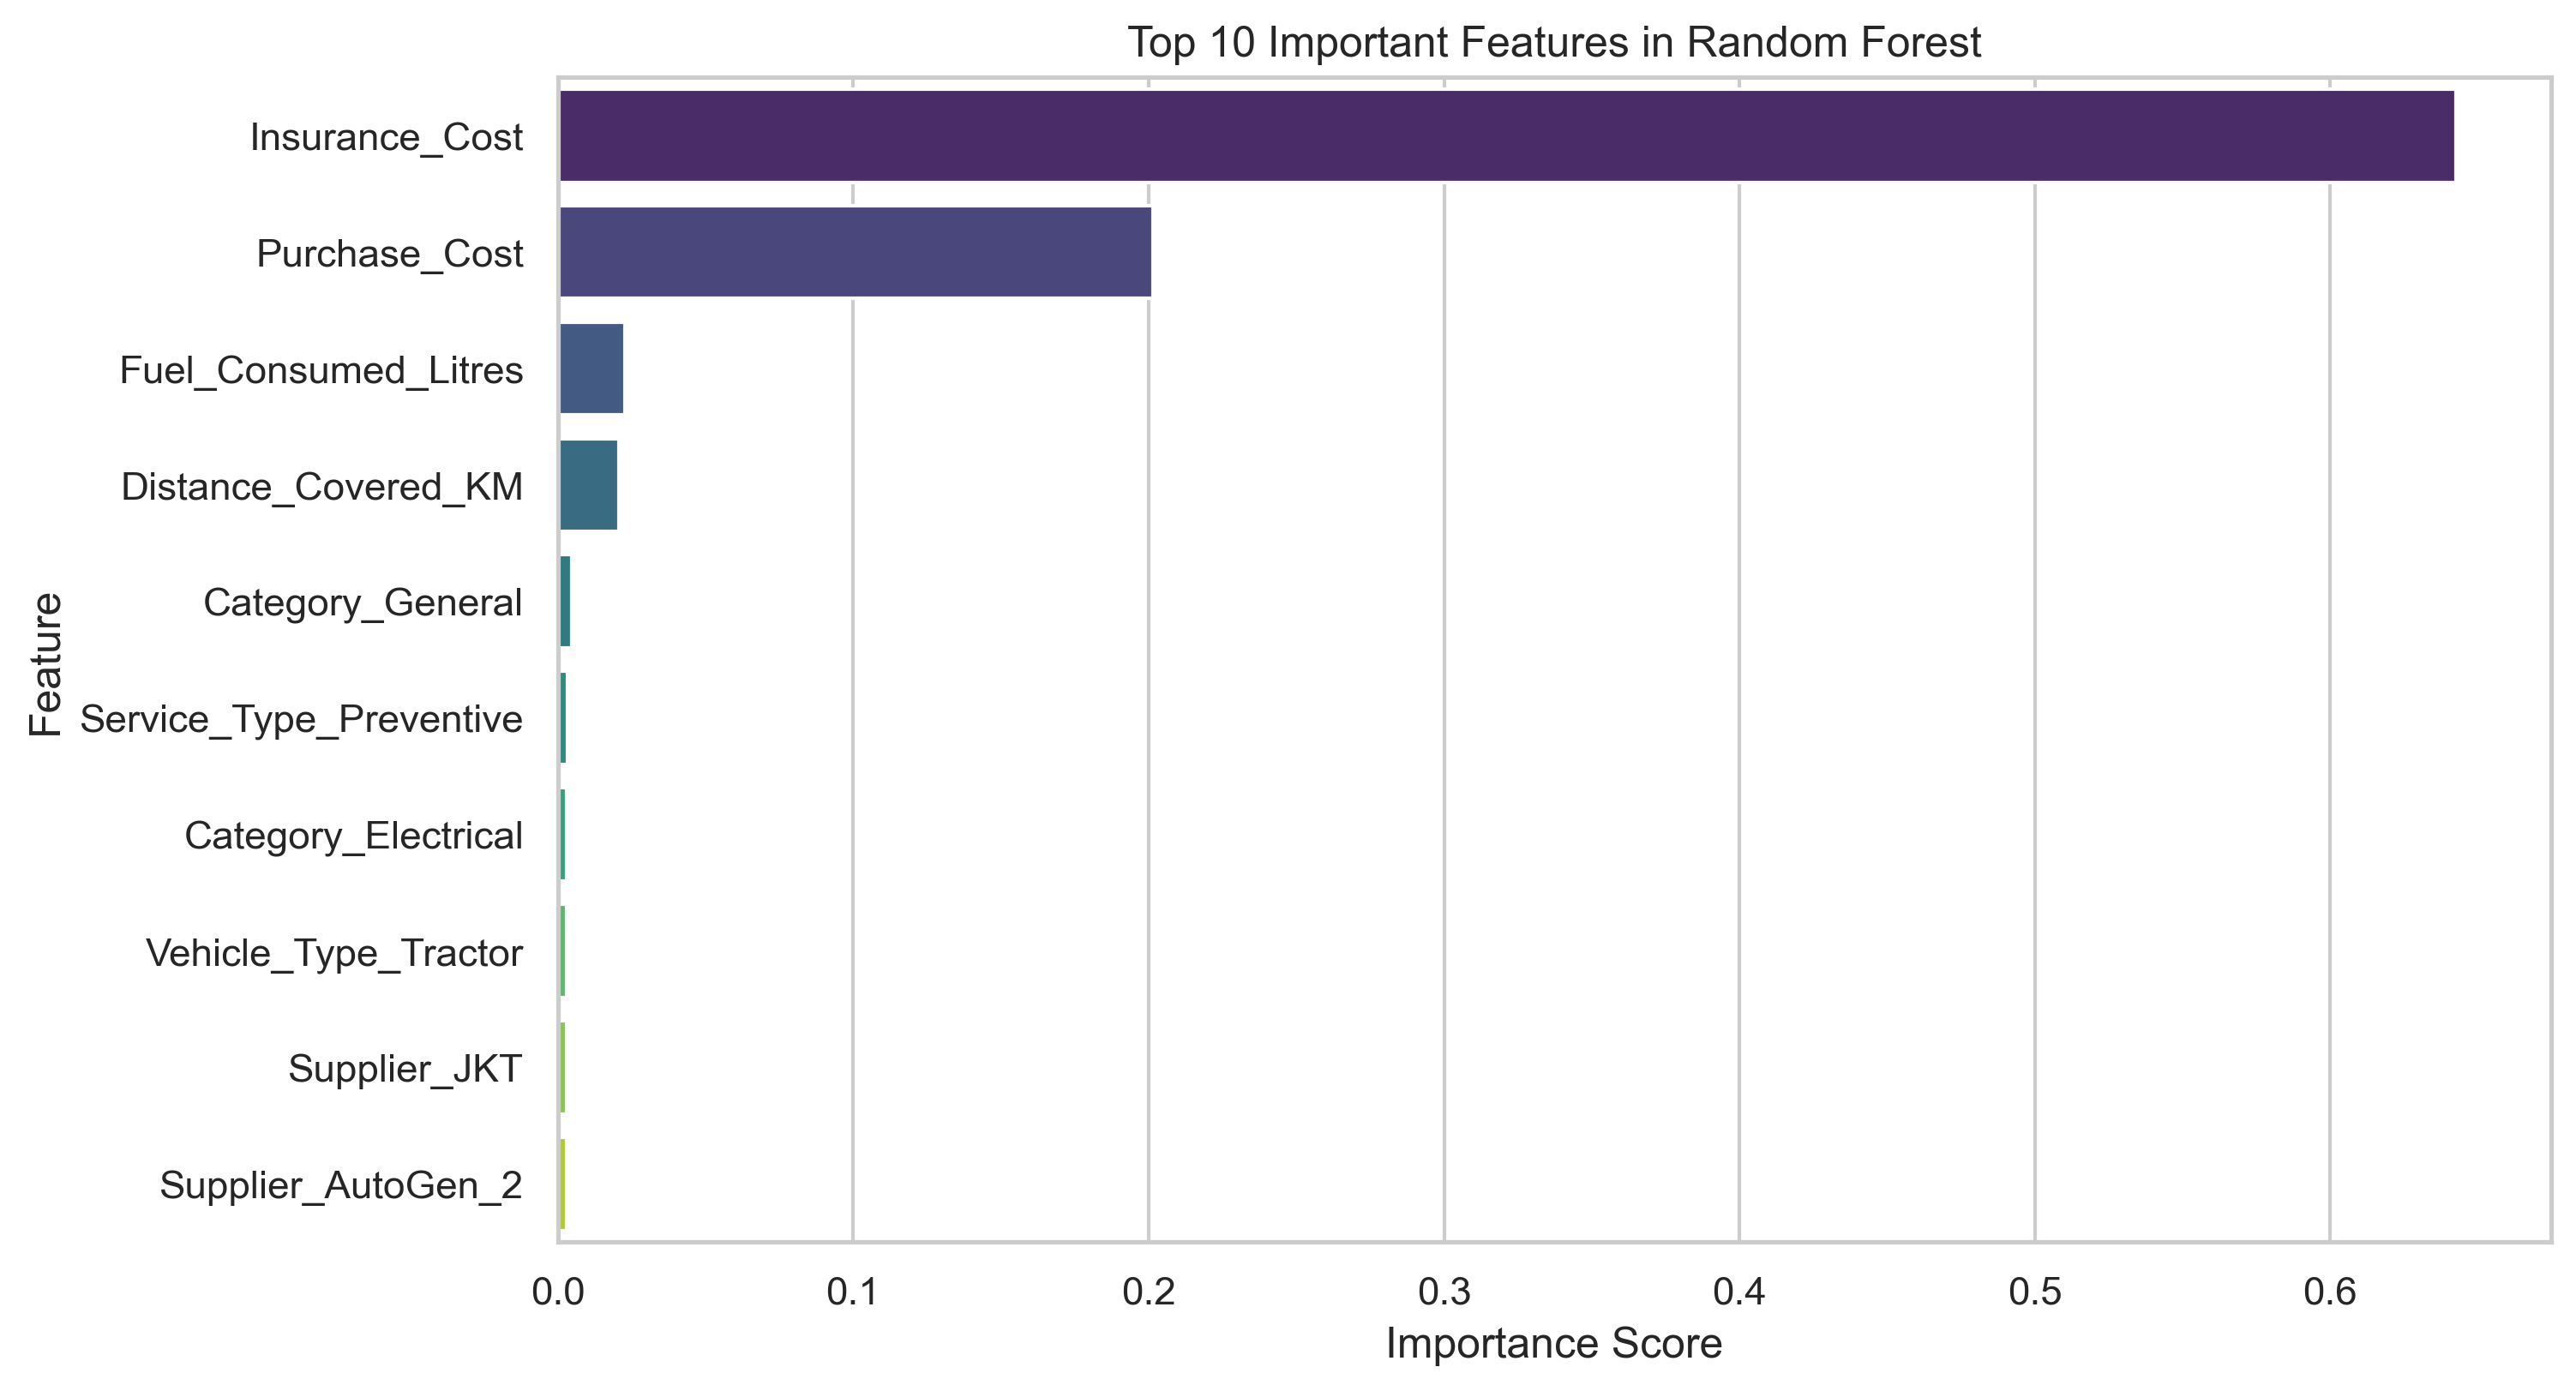 Top 10 Important Features in Random Forest
Feature
Insurance_Cost
Purchase_Cost
Fuel_Consumed_Litres
Distance_Covered_KM
Category_General
Service_Type_Preventive
Category_Electrical
Vehicle_Type_Tractor
Supplier_JKT
Supplier_AutoGen_2
0.0 0.1 0.2 0.3 0.4 0.5 0.6
Importance Score